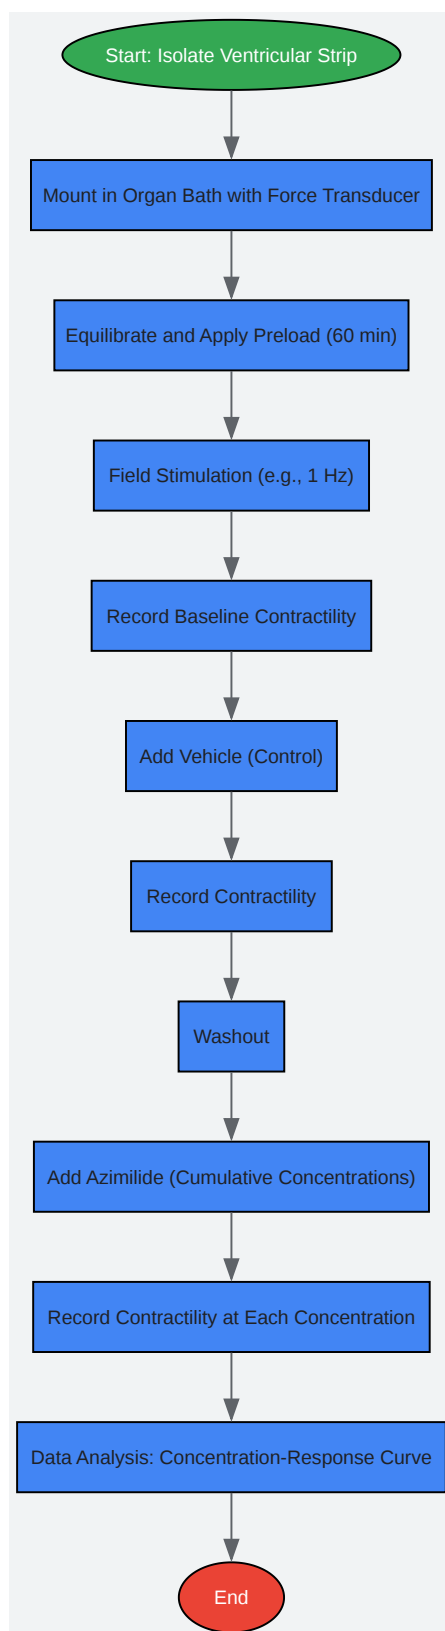 Start: Isolate Ventricular Strip
Mount in Organ Bath with Force Transducer
Equilibrate and Apply Preload (60 min)
Field Stimulation (e.g., 1 Hz)
Record Baseline Contractility
Add Vehicle (Control)
Record Contractility
Washout
Add Azimilide (Cumulative Concentrations)
Record Contractility at Each Concentration
Data Analysis: Concentration-Response Curve
End